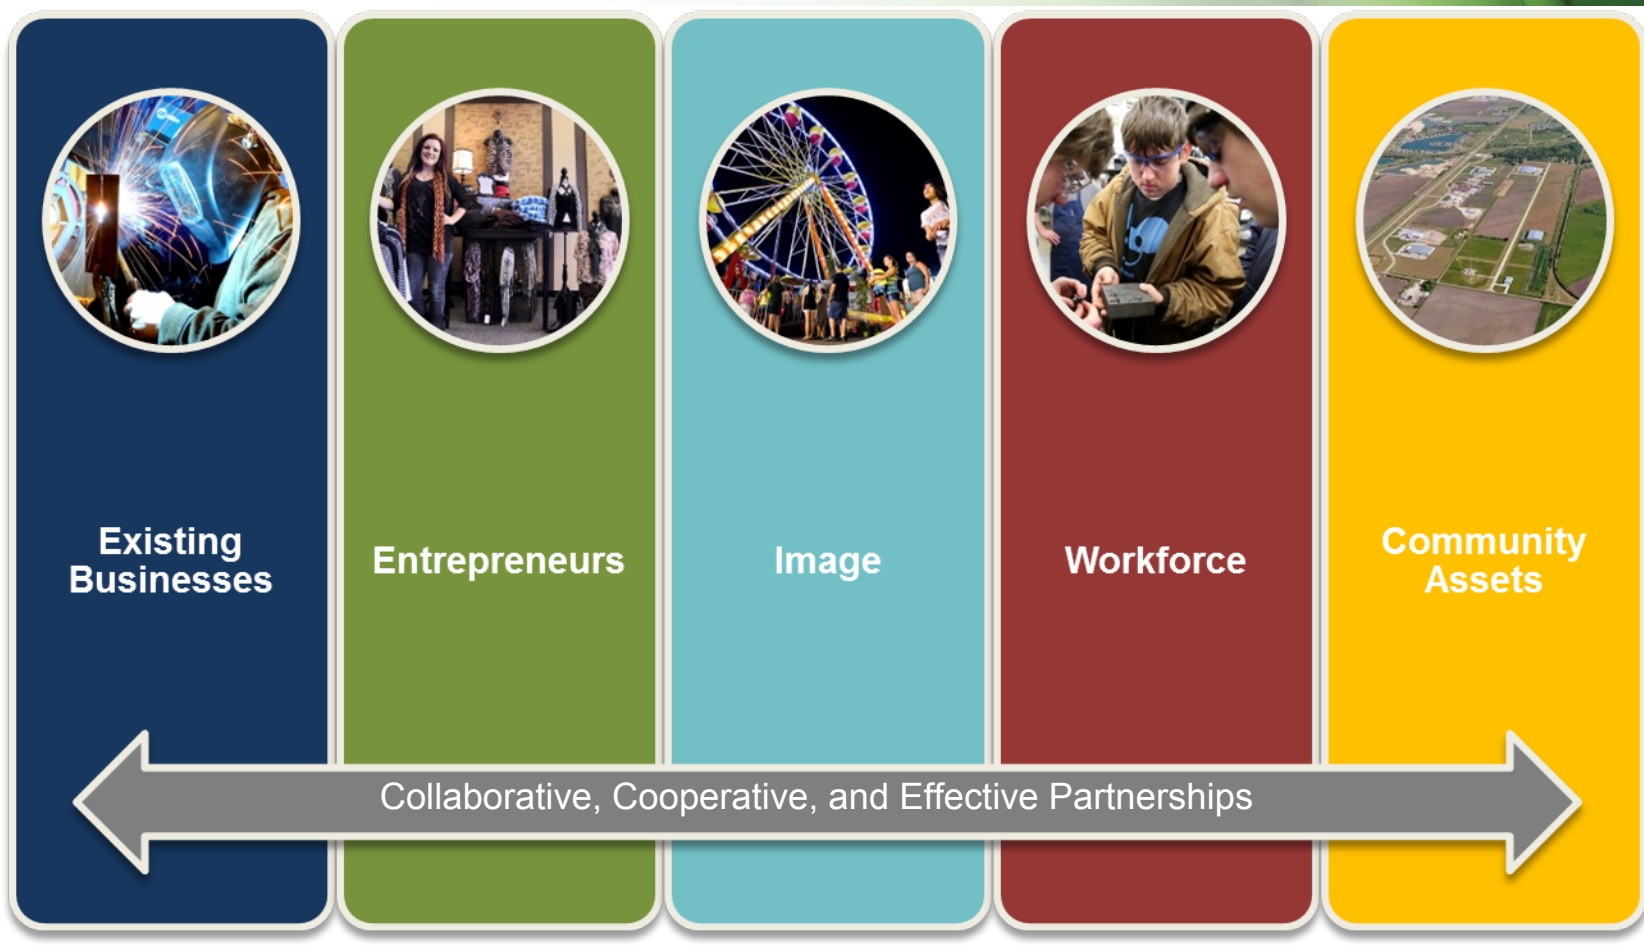 Existing
Businesses
Entrepreneurs
Image
Workforce
Community
Assets
Collaborative, Cooperative, and Effective Partnerships